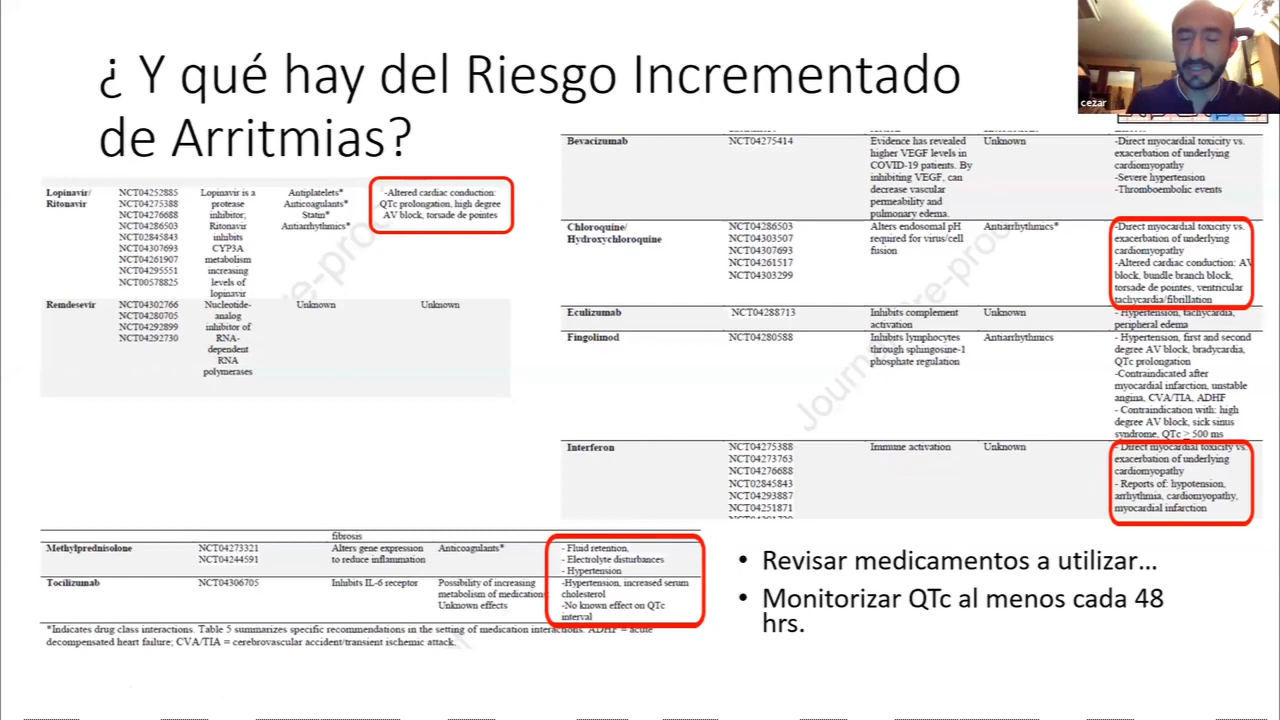 ¿ Y qué hay del Riesgo Incrementado
de Arritmias?
cezar
Lopinavir/
Ritonavir
NCT04252885
NCT04275388
NCT04276688
NCT04286503
NCT02845843
NCT04307693
NCT04261907
NCT04295551
NCT00578825
Lopinavir is a
protease
inhibitor;
Ritonavir
inhibits
CYP3A
metabolism
increasing
levels of
lopinavir
Antiplatelets*
Anticoagulants*
Statin*
Antiarrhythmics*
-Altered cardiac conduction:
QTc prolongation, high degree
AV block, torsade de pointes
Remdesevir
NCT04302766
NCT04280705
NCT04292899
NCT04292730
Nucleotide-
analog
inhibitor of
RNA-
dependent
RNA
polymerases
Unknown
Unknown
Bevacizumab
NCT04275414
Evidence has revealed
higher VEGF levels in
COVID-19 patients. By
inhibiting VEGF, can
decrease vascular
permeability and
pulmonary edema.
Unknown
-Direct myocardial toxicity vs.
exacerbation of underlying
cardiomyopathy
-Severe hypertension
-Thromboembolic events
Chloroquine/
Hydroxychloroquine
NCT04286503
NCT04303507
NCT04307693
NCT04261517
NCT04303299
Alters endosomal pH
required for virus/cell
fusion
Antiarrhythmics*
-Direct myocardial toxicity vs.
exacerbation of underlying
cardiomyopathy
-Altered cardiac conduction: AV
block, bundle branch block,
torsade de pointes, ventricular
tachycardia/fibrillation
Eculizumab
NCT04288713
Inhibits complement
activation
Unknown
- Hypertension, tachycardia,
peripheral edema
Fingolimod
NCT04280588
Inhibits lymphocytes
through sphingosine-1
phosphate regulation
Antiarrhythmics
- Hypertension, first and second
degree AV block, bradycardia,
QTc prolongation
-Contraindicated after
myocardial infarction, unstable
angina, CVA/TIA, ADHF
- Contraindication with: high
degree AV block, sick sinus
syndrome, QTc ≥ 500 ms
Interferon
NCT04275388
NCT04273763
NCT04276688
NCT02845843
NCT04293887
NCT04251871
Immune activation
Unknown
- Direct myocardial toxicity vs.
exacerbation of underlying
cardiomyopathy
- Reports of: hypotension,
arrhythmia, cardiomyopathy,
myocardial infarction
fibrosis
Methylprednisolone
NCT04273321
NCT04244591
Alters gene expression
to reduce inflammation
Anticoagulants*
- Fluid retention,
- Electrolyte disturbances
- Hypertension
Tocilizumab
NCT04306705
Inhibits IL-6 receptor
Possibility of increasing
metabolism of medications
Unknown effects
-Hypertension, increased serum
cholesterol
-No known effect on QTc
interval
*Indicates drug class interactions. Table 5 summarizes specific recommendations in the setting of medication interactions. ADHF = acute
decompensated heart failure; CVA/TIA = cerebrovascular accident/transient ischemic attack.
• Revisar medicamentos a utilizar…
• Monitorizar QTc al menos cada 48
hrs.